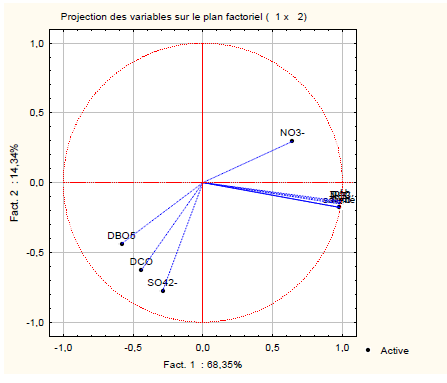 Projection des variables sur le plan factoriel ( 1 x 2)
1,0
0,5
0,0
-0,5
-1,0
Fact. 2 : 14,34%
NO3-
DBO5
DCO
SO42-
-1,0 -0,5 0,0 0,5 1,0
Fact. 1 : 68,35%
Active